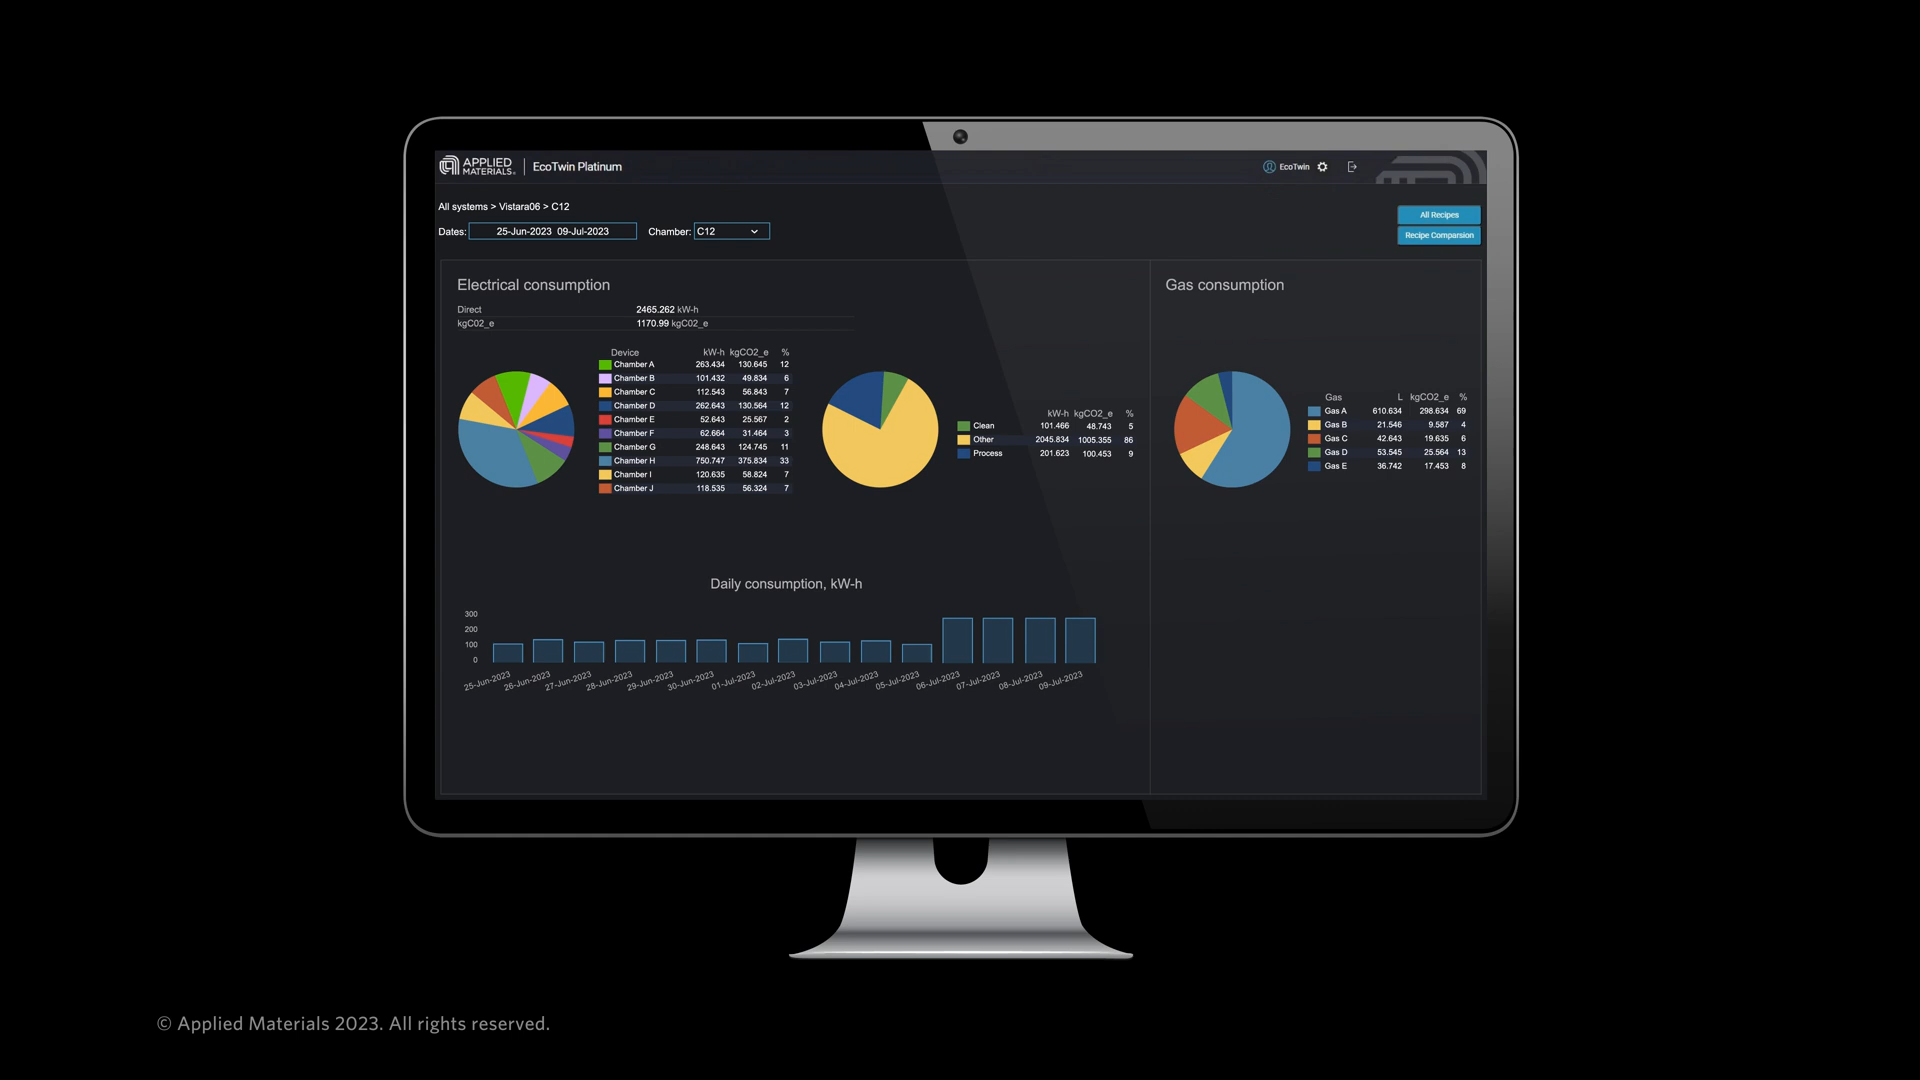 APPLIED MATERIALS. EcoTwin Platinum EcoTwin
All systems > Vistara06 > C12
Dates: 25-Jun-2023 09-Jul-2023 Chamber: C12
All Recipes
Recipe Comparsion
Electrical consumption
Direct 2465.262 kW-h
kgC02_e 1170.99 kgC02_e
Device kW-h kgCO2_e %
Chamber A 263.434 130.645 12
Chamber B 101.432 49.834 6
Chamber C 112.543 56.843 7
Chamber D 262.643 130.564 12
Chamber E 52.643 25.567 2
Chamber F 62.664 31.464 3
Chamber G 248.643 124.745 11
Chamber H 750.747 375.834 33
Chamber I 120.635 58.824 7
Chamber J 118.535 56.324 7
kW-h kgCO2_e %
Clean 101.466 48.743 5
Other 2045.834 1005.355 86
Process 201.623 100.453 9
Gas consumption
Gas L kgCO2_e %
Gas A 610.634 298.634 69
Gas B 21.546 9.587 4
Gas C 42.643 19.635 6
Gas D 53.545 25.564 13
Gas E 36.742 17.453 8
Daily consumption, kW-h
300
200
100
0
25-Jun-2023 26-Jun-2023 27-Jun-2023 28-Jun-2023 29-Jun-2023 30-Jun-2023 01-Jul-2023 02-Jul-2023 03-Jul-2023 04-Jul-2023 05-Jul-2023 06-Jul-2023 07-Jul-2023 08-Jul-2023 09-Jul-2023
© Applied Materials 2023. All rights reserved.